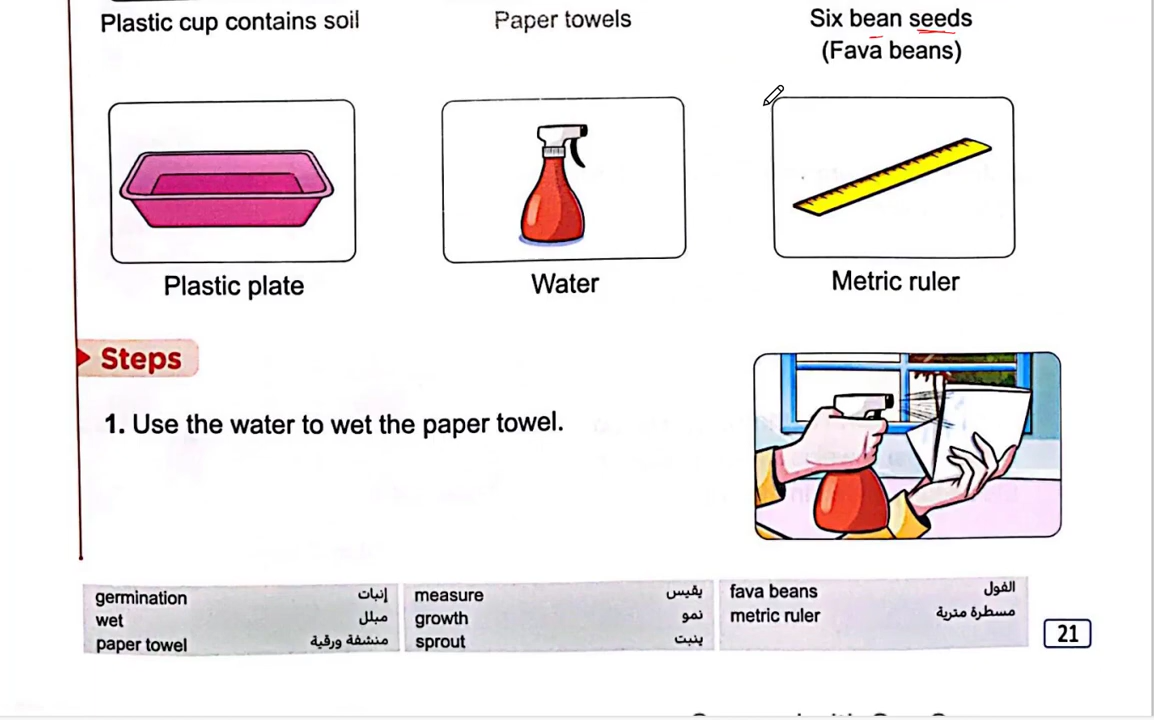 Plastic cup contains soil
Paper towels
Six bean seeds
(Fava beans)
Plastic plate
Water
Metric ruler
Steps
1. Use the water to wet the paper towel.
germination إنبات
wet مبلل
paper towel منشفة ورقية
measure يقيس
growth نمو
sprout ينبت
fava beans الفول
metric ruler مسطرة مترية
21